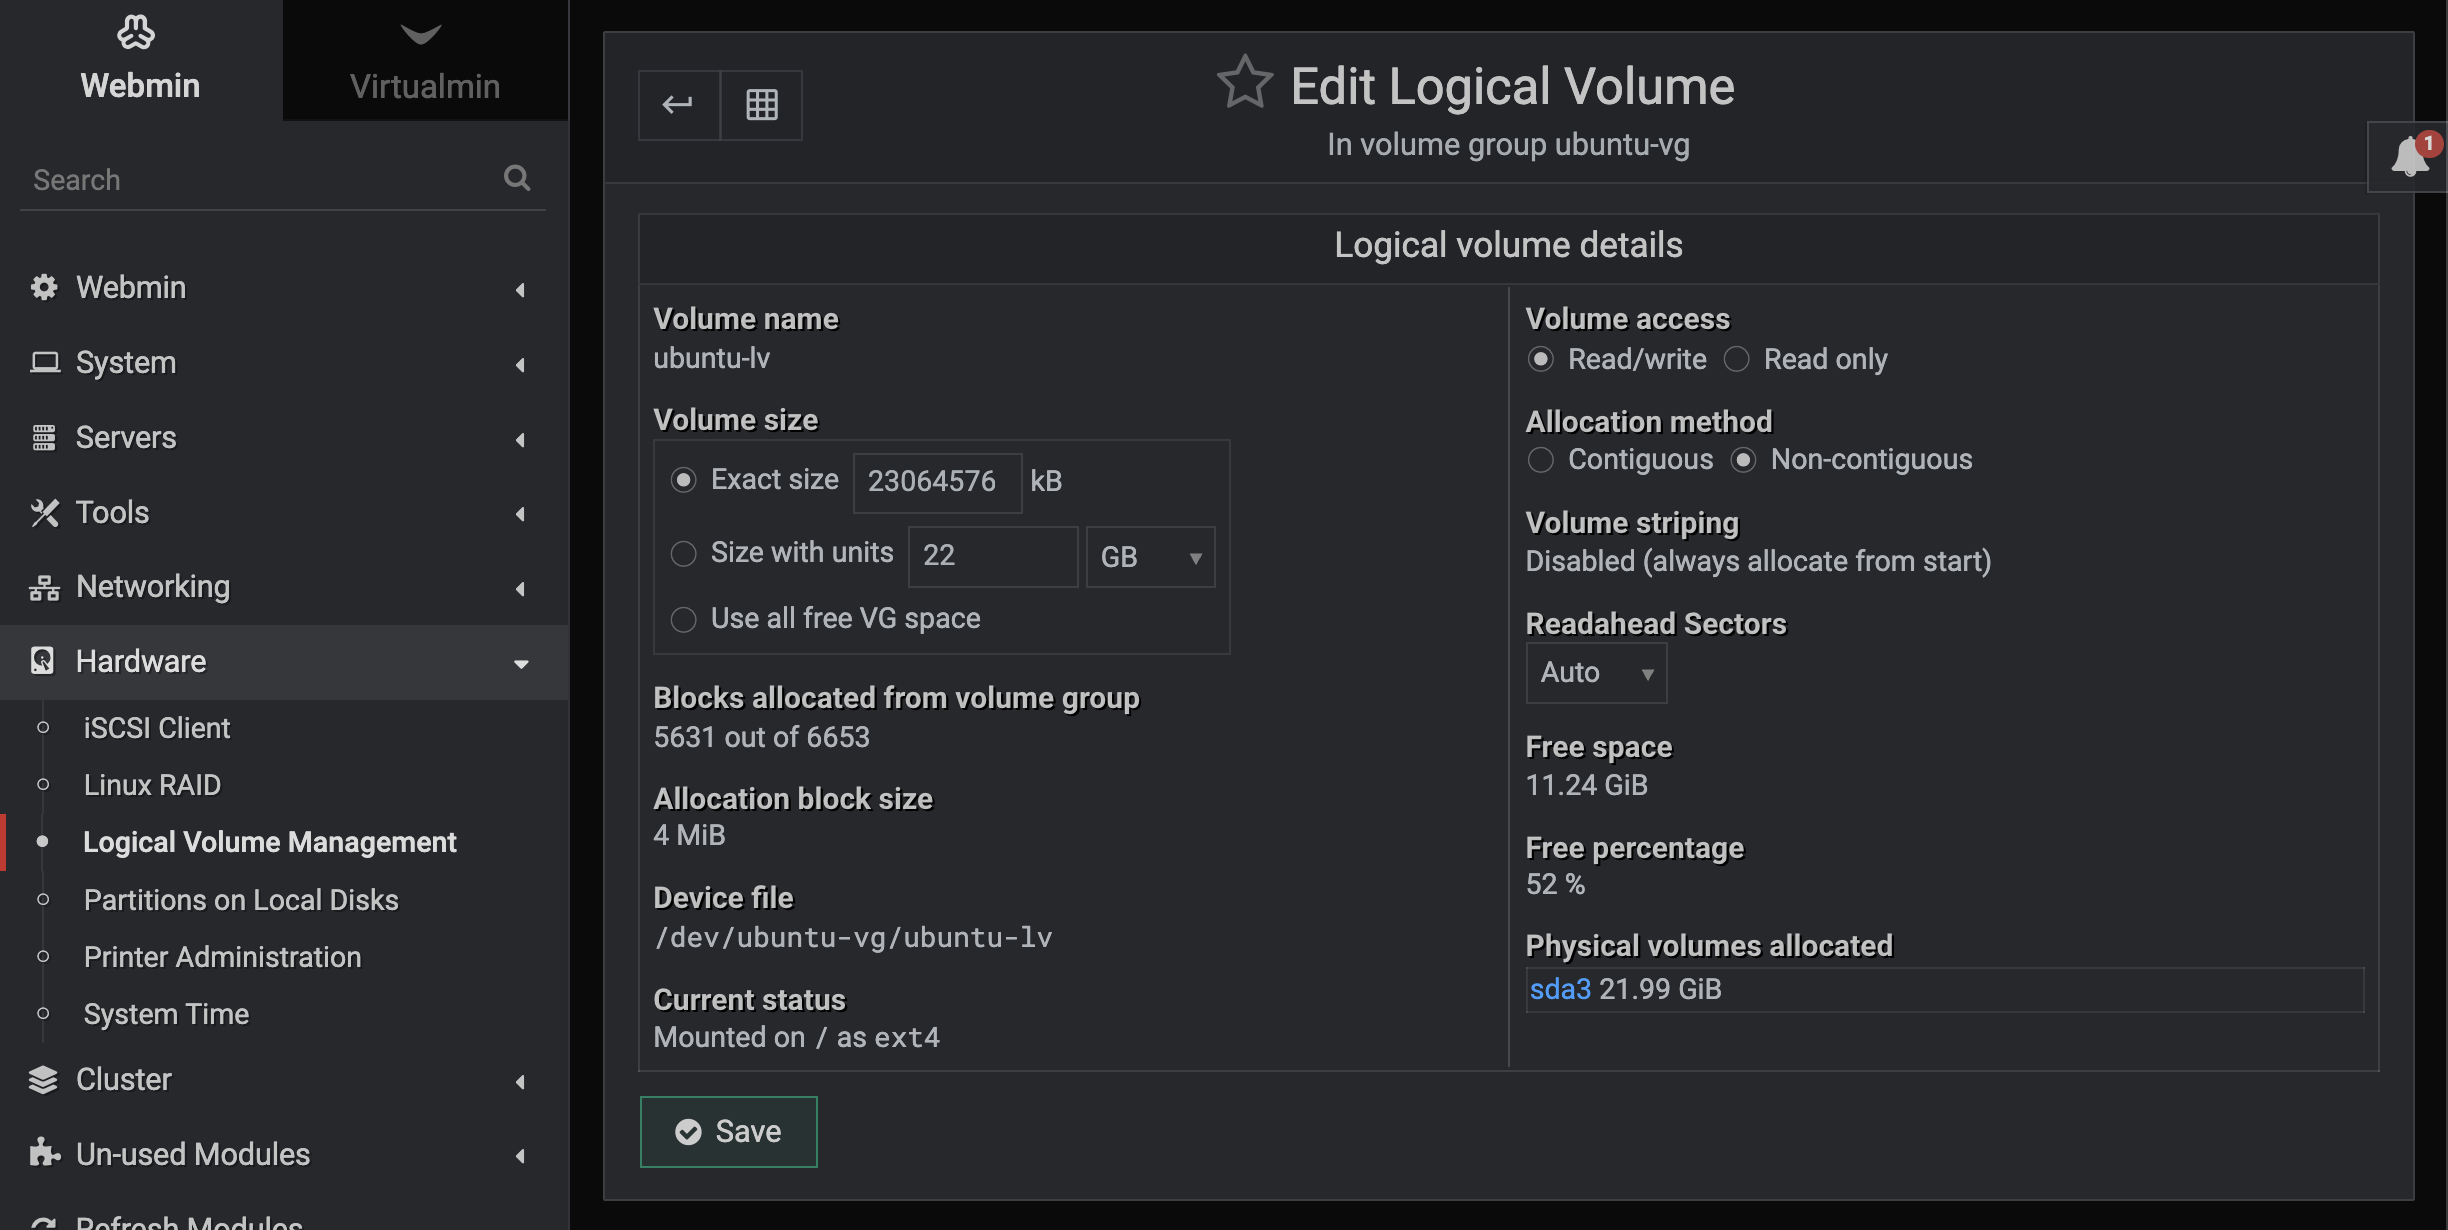 Webmin
Virtualmin
Search
Webmin
System
Servers
Tools
Networking
Hardware
iSCSI Client
Linux RAID
Logical Volume Management
Partitions on Local Disks
Printer Administration
System Time
Cluster
Un-used Modules
Refresh Modules
Edit Logical Volume
In volume group ubuntu-vg
1
Logical volume details
Volume name
ubuntu-lv
Volume size
Exact size 23064576 kB
Size with units 22 GB
Use all free VG space
Blocks allocated from volume group
5631 out of 6653
Allocation block size
4 MiB
Device file
/dev/ubuntu-vg/ubuntu-lv
Current status
Mounted on / as ext4
Volume access
Read/write Read only
Allocation method
Contiguous Non-contiguous
Volume striping
Disabled (always allocate from start)
Readahead Sectors
Auto
Free space
11.24 GiB
Free percentage
52 %
Physical volumes allocated
sda3 21.99 GiB
Save